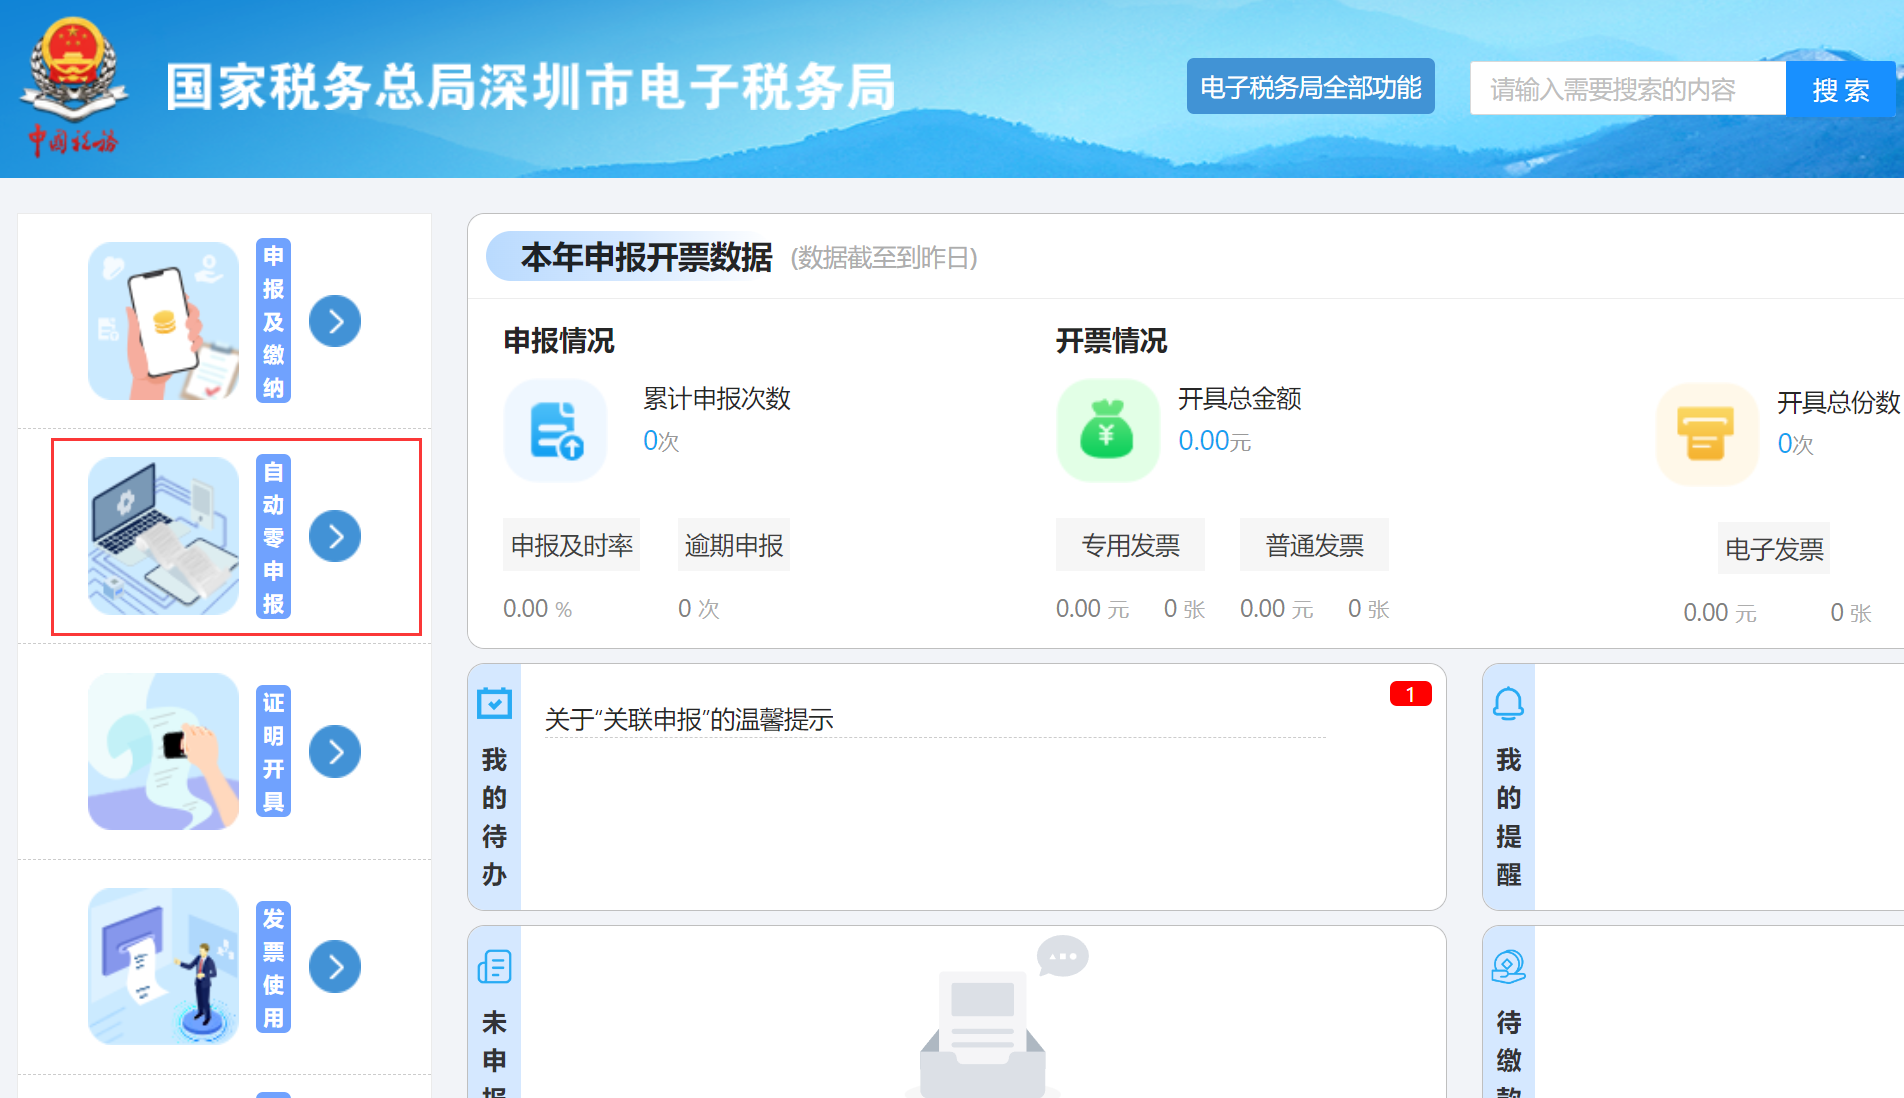 国家税务总局深圳市电子税务局
中国税务
电子税务局全部功能
请输入需要搜索的内容
搜 索
申报及缴纳
自动零申报
证明开具
发票使用
本年申报开票数据 (数据截至到昨日)
申报情况
累计申报次数
0次
申报及时率
逾期申报
0.00 %
0 次
开票情况
开具总金额
0.00元
开具总份数
0次
专用发票
普通发票
电子发票
0.00 元
0 张
0.00 元
0 张
0.00 元
0 张
我的待办
关于“关联申报”的温馨提示
1
我的提醒
未申报
待缴款